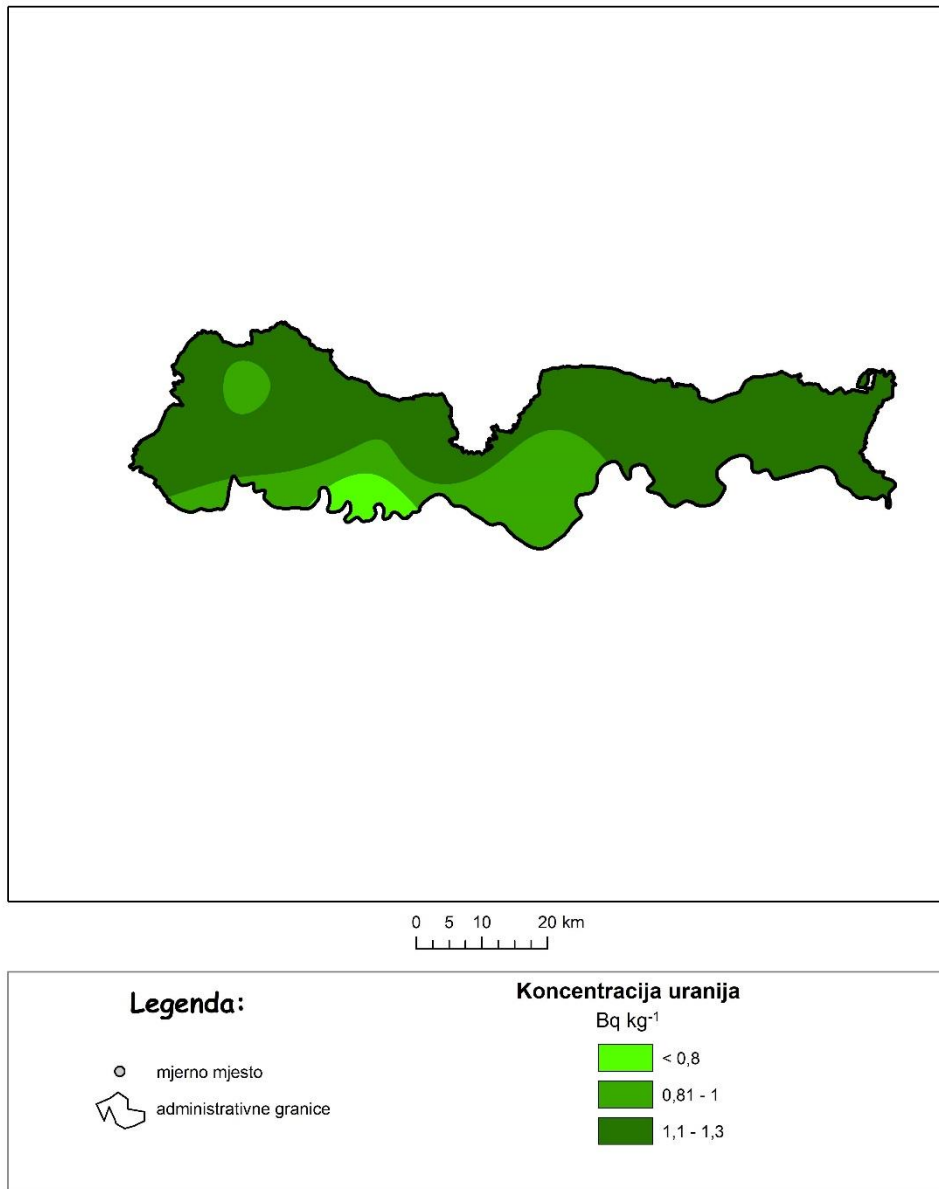 0 5 10 20 km
Legenda:
mjerno mjesto
administrativne granice
Koncentracija uranija
Bq kg⁻¹
< 0,8
0,81 - 1
1,1 - 1,3